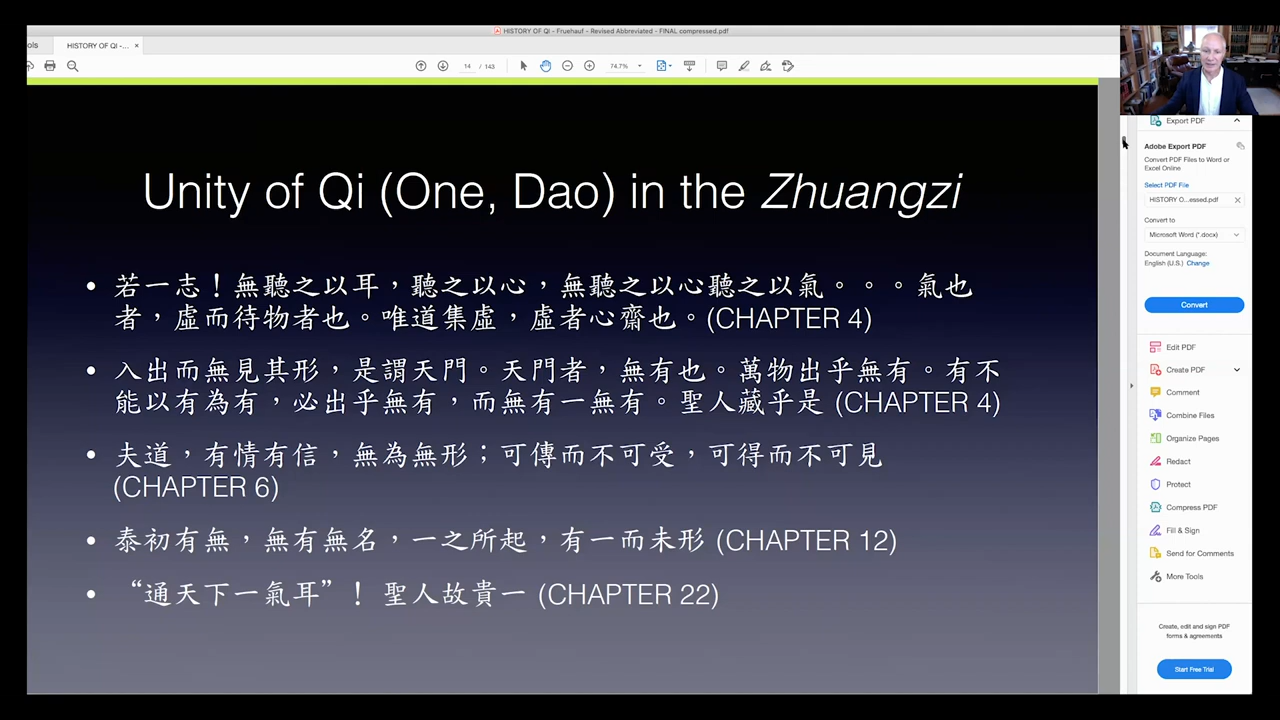 HISTORY OF QI - Fruehauf - Revised Abbreviated - FINAL compressed.pdf
ols
HISTORY OF QI -... ×
14 / 143
74.7%
Unity of Qi (One, Dao) in the Zhuangzi
• 若一志！無聽之以耳，聽之以心，無聽之以心聽之以氣。。。氣也
者，虛而待物者也。唯道集虛，虛者心齋也。(CHAPTER 4)
• 入出而無見其形，是謂天門。天門者，無有也。萬物出乎無有。有不
能以有為有，必出乎無有，而無有一無有。聖人藏乎是 (CHAPTER 4)
• 夫道，有情有信，無為無形；可傳而不可受，可得而不可見
(CHAPTER 6)
• 泰初有無，無有無名，一之所起，有一而未形 (CHAPTER 12)
• “通天下一氣耳”！ 聖人故貴一 (CHAPTER 22)
Export PDF
Adobe Export PDF
Convert PDF Files to Word or
Excel Online
Select PDF File
HISTORY O...essed.pdf
Convert to
Microsoft Word (*.docx)
Document Language:
English (U.S.) Change
Convert
Edit PDF
Create PDF
Comment
Combine Files
Organize Pages
Redact
Protect
Compress PDF
Fill & Sign
Send for Comments
More Tools
Create, edit and sign PDF
forms & agreements
Start Free Trial